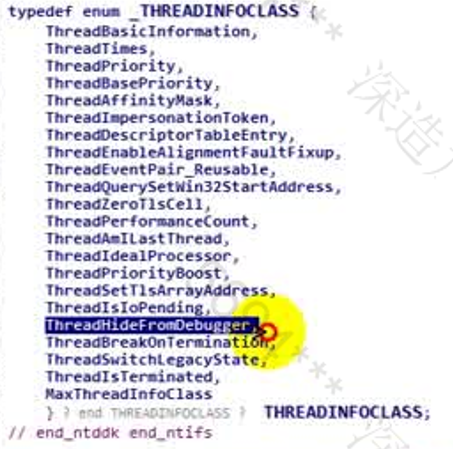 typedef enum _THREADINFOCLASS {
ThreadBasicInformation,
ThreadTimes,
ThreadPriority,
ThreadBasePriority,
ThreadAffinityMask,
ThreadImpersonationToken,
ThreadDescriptorTableEntry,
ThreadEnableAlignmentFaultFixup,
ThreadEventPair_Reusable,
ThreadQuerySetWin32StartAddress,
ThreadZeroTlsCell,
ThreadPerformanceCount,
ThreadAmILastThread,
ThreadIdealProcessor,
ThreadPriorityBoost,
ThreadSetTlsArrayAddress,
ThreadIsIoPending,
ThreadHideFromDebugger,
ThreadBreakOnTermination,
ThreadSwitchLegacyState,
ThreadIsTerminated,
MaxThreadInfoClass
} ? end THREADINFOCLASS ? THREADINFOCLASS;
// end_ntddk end_ntifs
深造